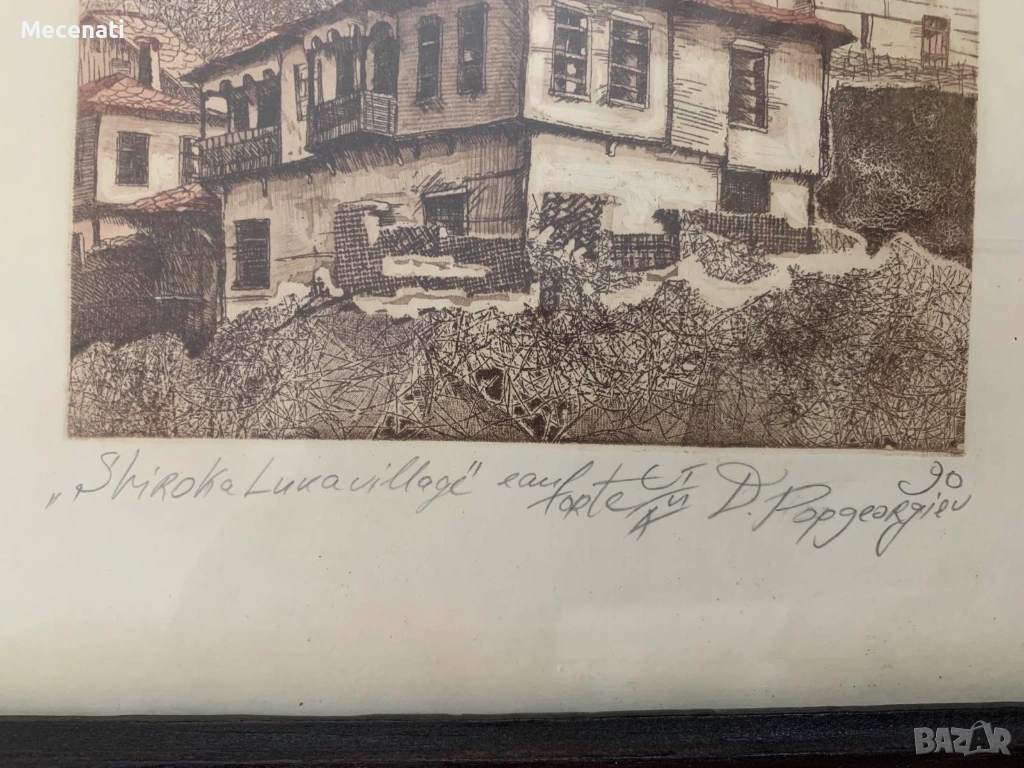 Mecenati
„Shiroka Luka village" eau forte D. Popgeorgiev 90
BAZAR